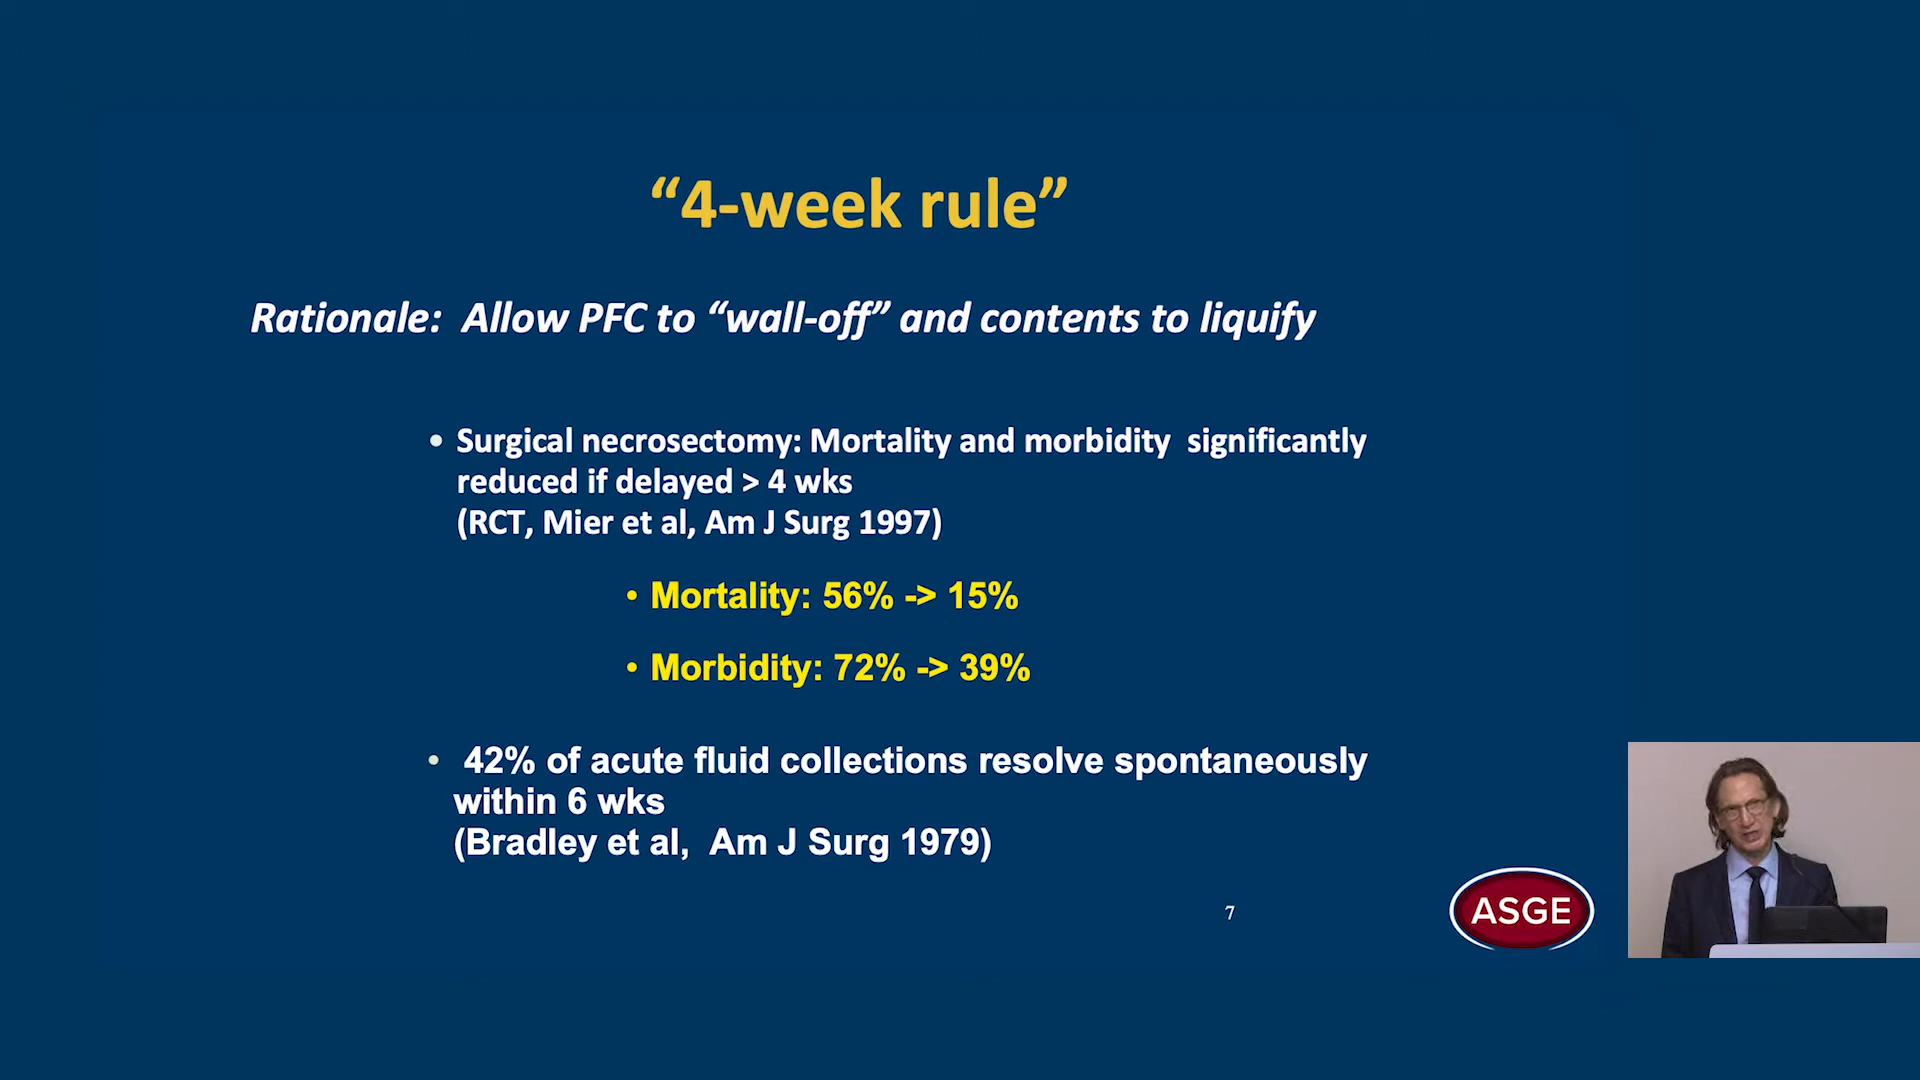 “4-week rule”
Rationale: Allow PFC to “wall-off” and contents to liquify
• Surgical necrosectomy: Mortality and morbidity significantly
reduced if delayed > 4 wks
(RCT, Mier et al, Am J Surg 1997)
• Mortality: 56% -> 15%
• Morbidity: 72% -> 39%
• 42% of acute fluid collections resolve spontaneously
within 6 wks
(Bradley et al, Am J Surg 1979)
7
ASGE